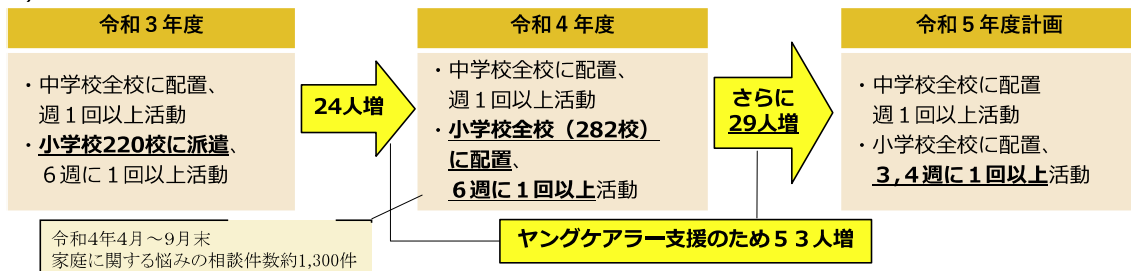 令和３年度
・中学校全校に配置、
週１回以上活動
・小学校220校に派遣、
６週に１回以上活動
24人増
令和４年度
・中学校全校に配置、
週１回以上活動
・小学校全校（282校）
に配置、
６週に１回以上活動
さらに
29人増
令和５年度計画
・中学校全校に配置
週１回以上活動
・小学校全校に配置、
３,４週に１回以上活動
令和4年4月～9月末
家庭に関する悩みの相談件数約1,300件
ヤングケアラー支援のため５３人増